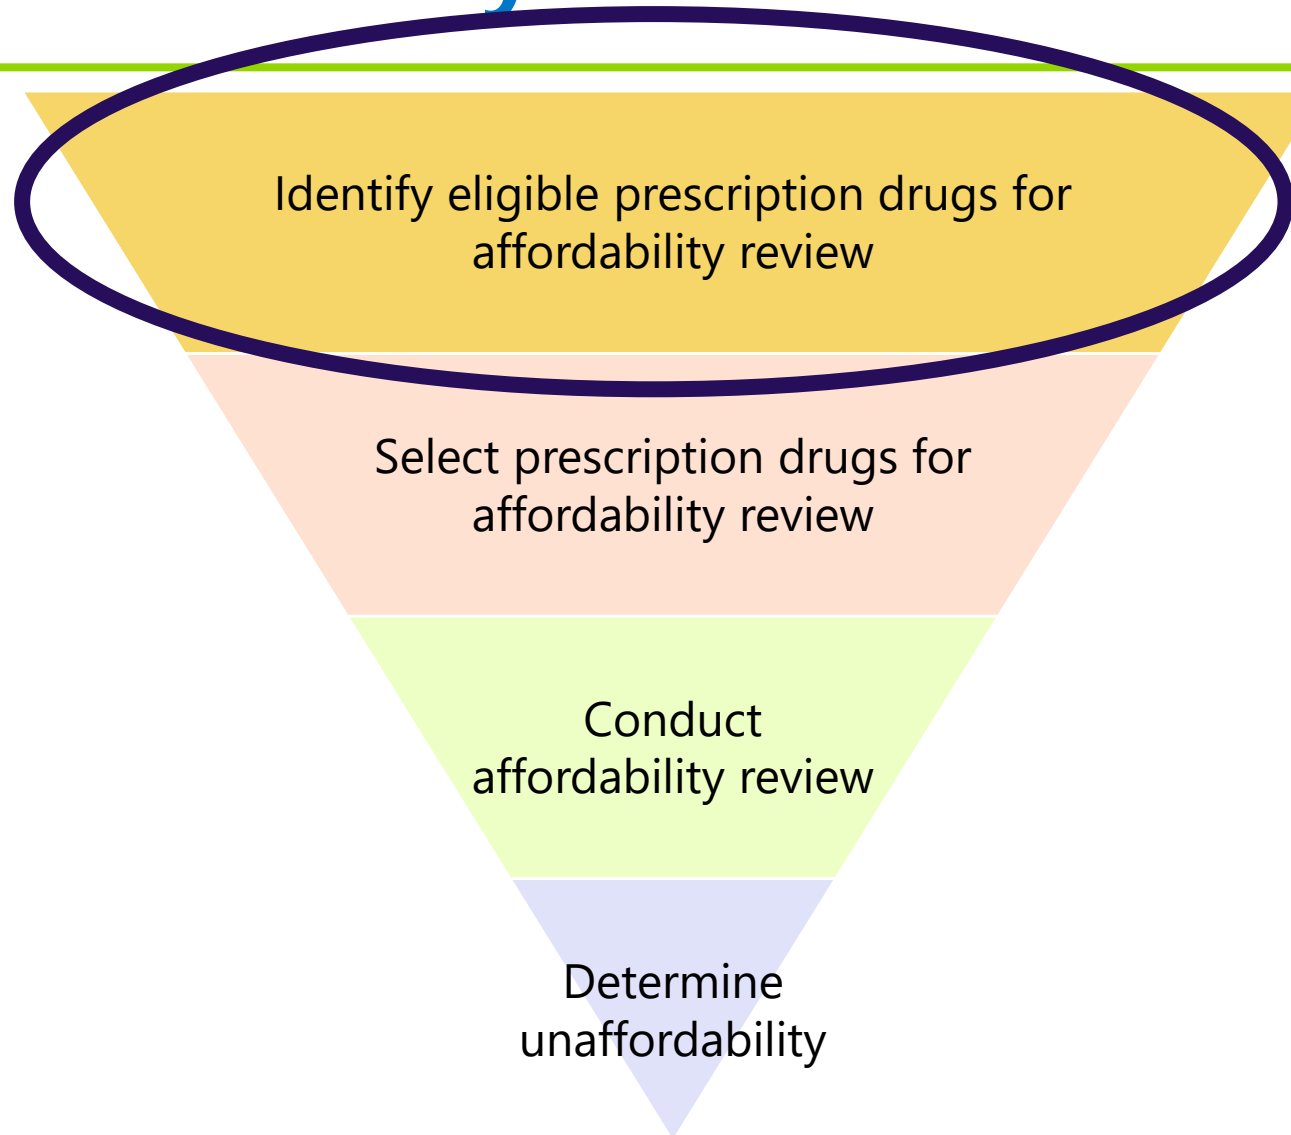 Identify eligible prescription drugs for
affordability review
Select prescription drugs for
affordability review
Conduct
affordability review
Determine
unaffordability